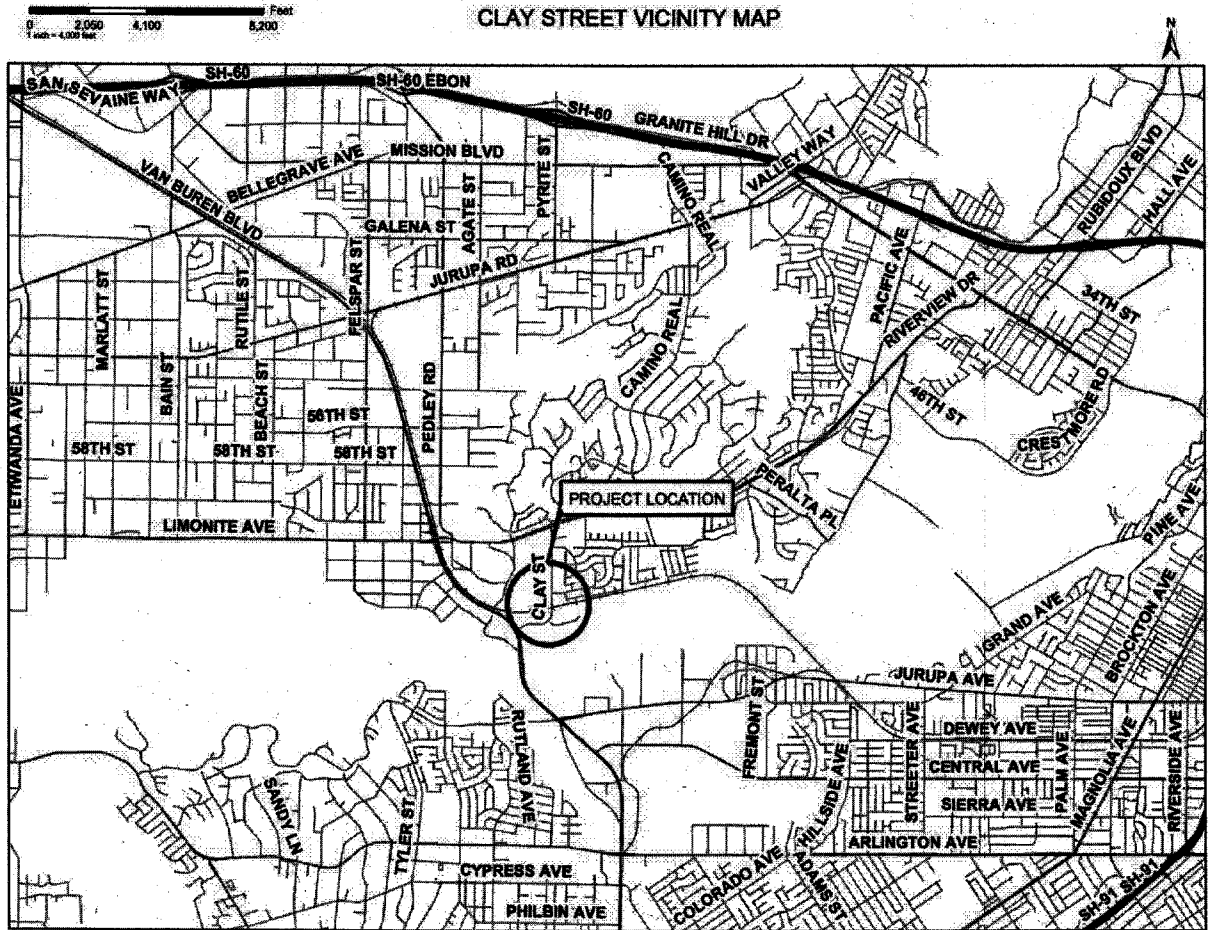 CLAY STREET VICINITY MAP
Feet
0 2,050 4,100 8,200
1 inch = 4,000 feet
N
SAN SEVAINE WAY
SH-60
SH-60 EBON
SH-60
GRANITE HILL DR
VALLEY WAY
RUBIDOUX BLVD
HALL AVE
VAN BUREN BLVD
BELLEGRAVE AVE
MISSION BLVD
AGATE ST
PYRITE ST
CAMINO REAL
GALENA ST
JURUPA RD
FELSPAR ST
PACIFIC AVE
RIVERVIEW DR
34TH ST
MARLATT ST
RUTILE ST
BAIN ST
BEACH ST
PEDLEY RD
CAMINO REAL
46TH ST
CRESTMORE RD
ETIWANDA AVE
56TH ST
58TH ST
58TH ST
58TH ST
PERALTA PL
PROJECT LOCATION
LIMONITE AVE
PINE AVE
CLAY ST
GRAND AVE
BROCKTON AVE
JURUPA AVE
FREMONT ST
RUTLAND AVE
DEWEY AVE
STREETER AVE
CENTRAL AVE
PALM AVE
MAGNOLIA AVE
RIVERSIDE AVE
SANDY LN
TYLER ST
HILLSIDE AVE
SIERRA AVE
ARLINGTON AVE
CYPRESS AVE
COLORADO AVE
ADAMS ST
PHILBIN AVE
SH-91 SH-91